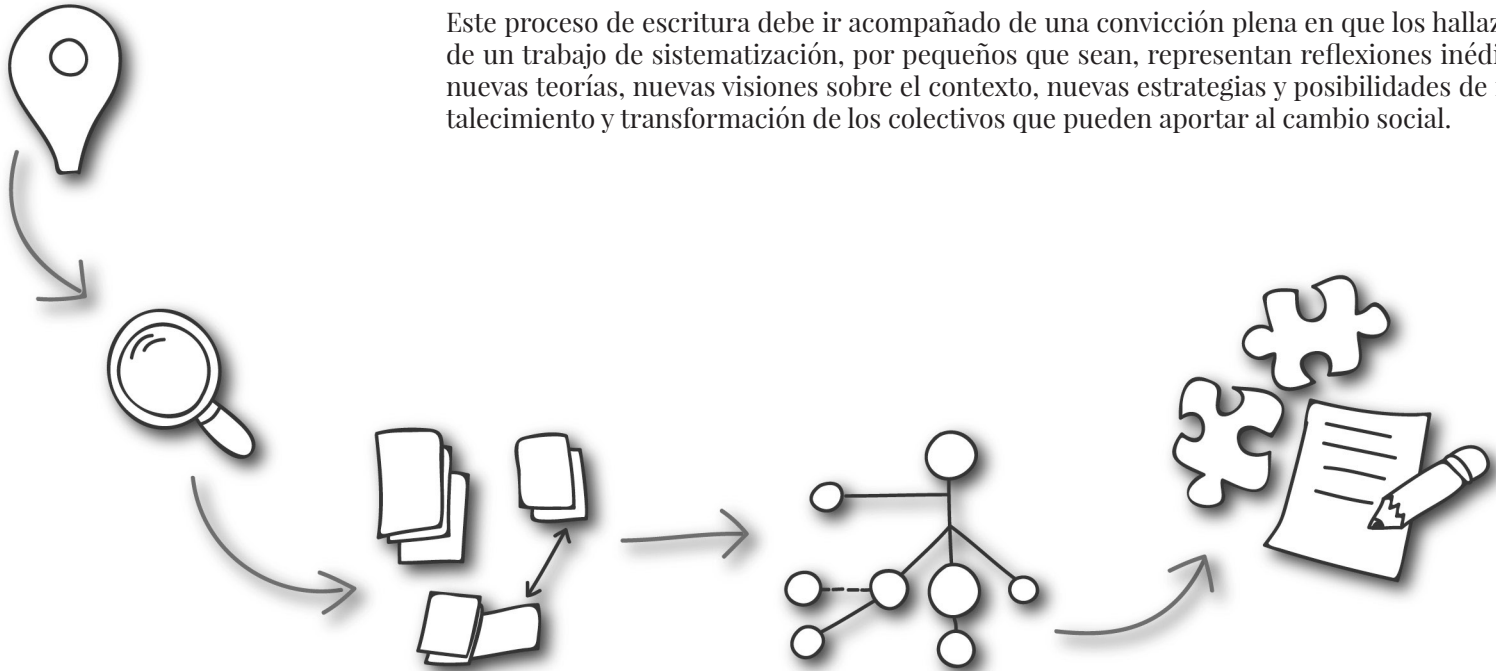 Este proceso de escritura debe ir acompañado de una convicción plena en que los hallaz
de un trabajo de sistematización, por pequeños que sean, representan reflexiones inédi
nuevas teorías, nuevas visiones sobre el contexto, nuevas estrategias y posibilidades de
talecimiento y transformación de los colectivos que pueden aportar al cambio social.